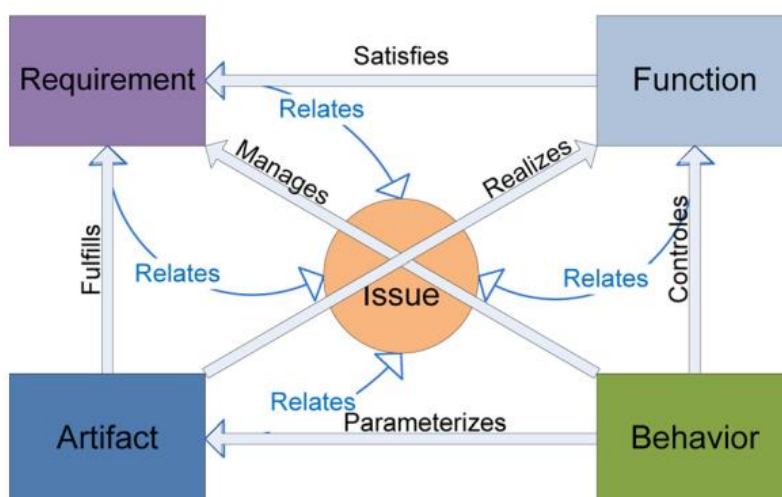 Requirement
Satisfies
Function
Relates
Manages
Realizes
Fulfills
Relates
Issue
Relates
Controles
Relates
Artifact
Parameterizes
Behavior